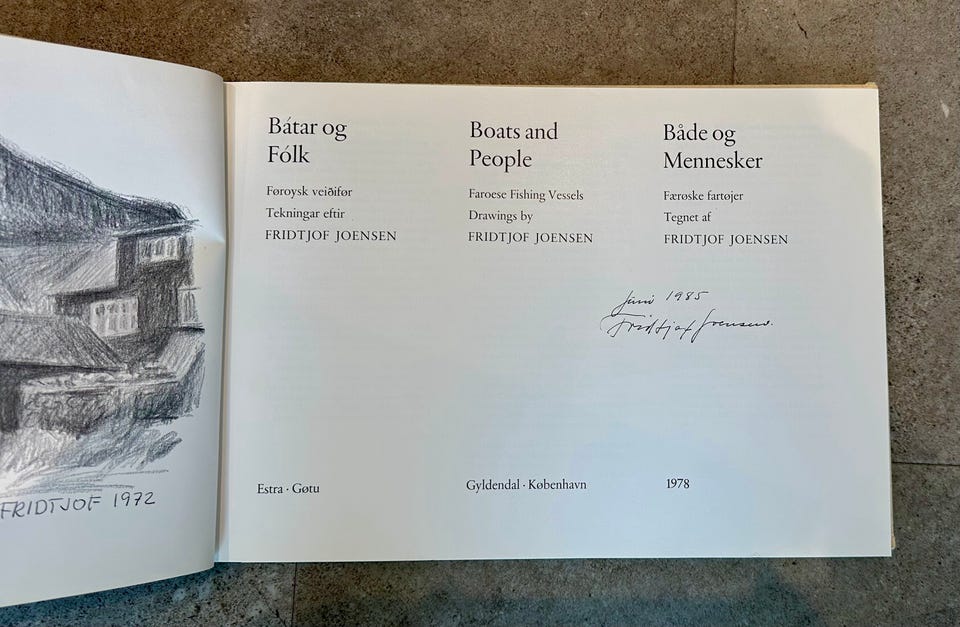 FRIDTJOF 1972
Bátar og
Fólk
Føroysk veiðifør
Tekningar eftir
FRIDTJOF JOENSEN
Boats and
People
Faroese Fishing Vessels
Drawings by
FRIDTJOF JOENSEN
Både og
Mennesker
Færøske fartøjer
Tegnet af
FRIDTJOF JOENSEN
Juni 1985
Fridtjof Joensen.
Estra · Gøtu
Gyldendal · København
1978